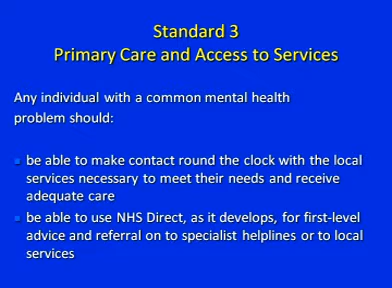 Standard 3
Primary Care and Access to Services
Any individual with a common mental health
problem should:
be able to make contact round the clock with the local
services necessary to meet their needs and receive
adequate care
be able to use NHS Direct, as it develops, for first-level
advice and referral on to specialist helplines or to local
services